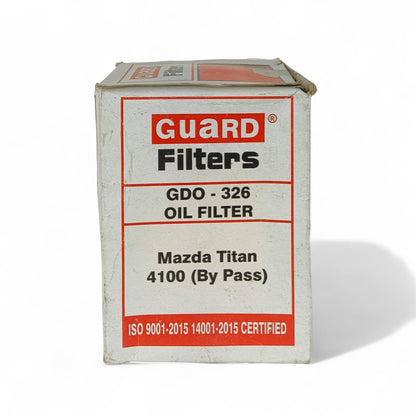 GUaRD®
Filters
GDO - 326
OIL FILTER
Mazda Titan
4100 (By Pass)
ISO 9001-2015 14001-2015 CERTIFIED